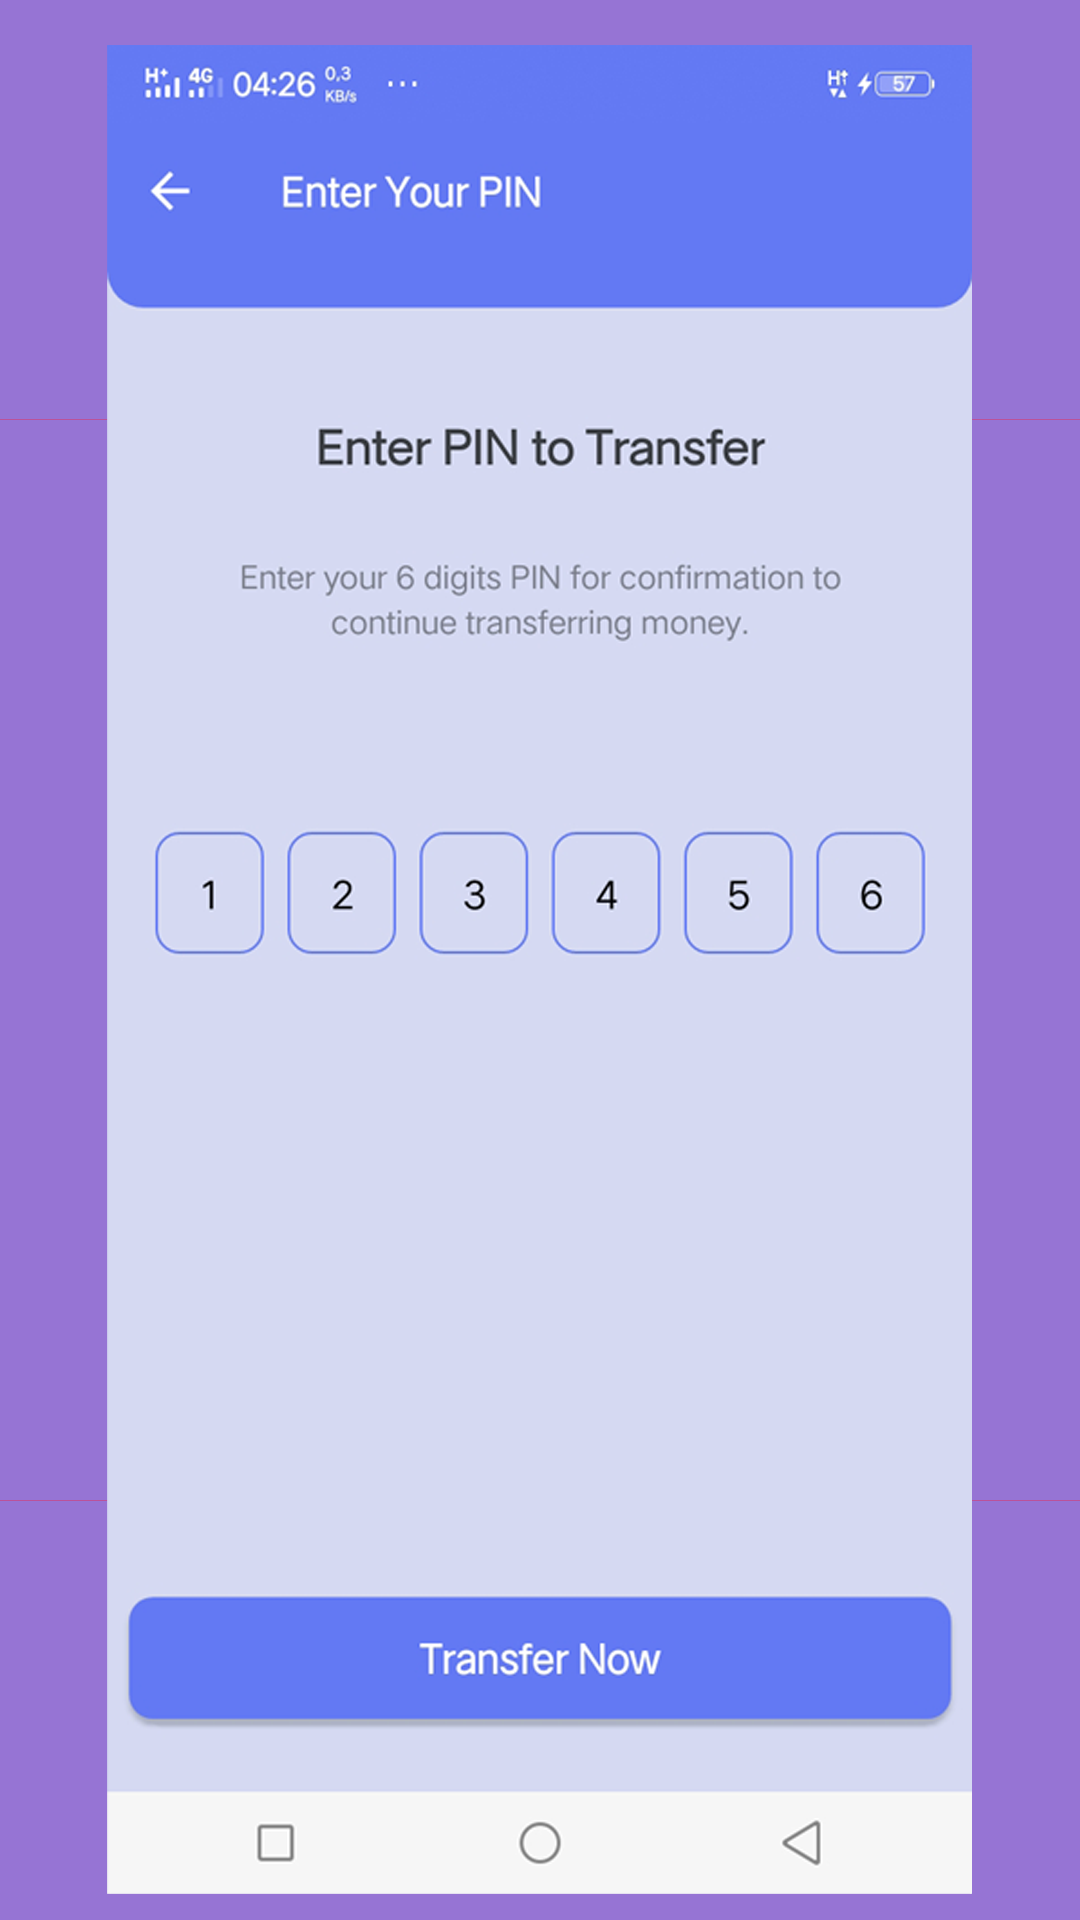 H+ 4G 04:26 0,3 KB/s ... H↑ 57
Enter Your PIN
Enter PIN to Transfer
Enter your 6 digits PIN for confirmation to
continue transferring money.
1 2 3 4 5 6
Transfer Now